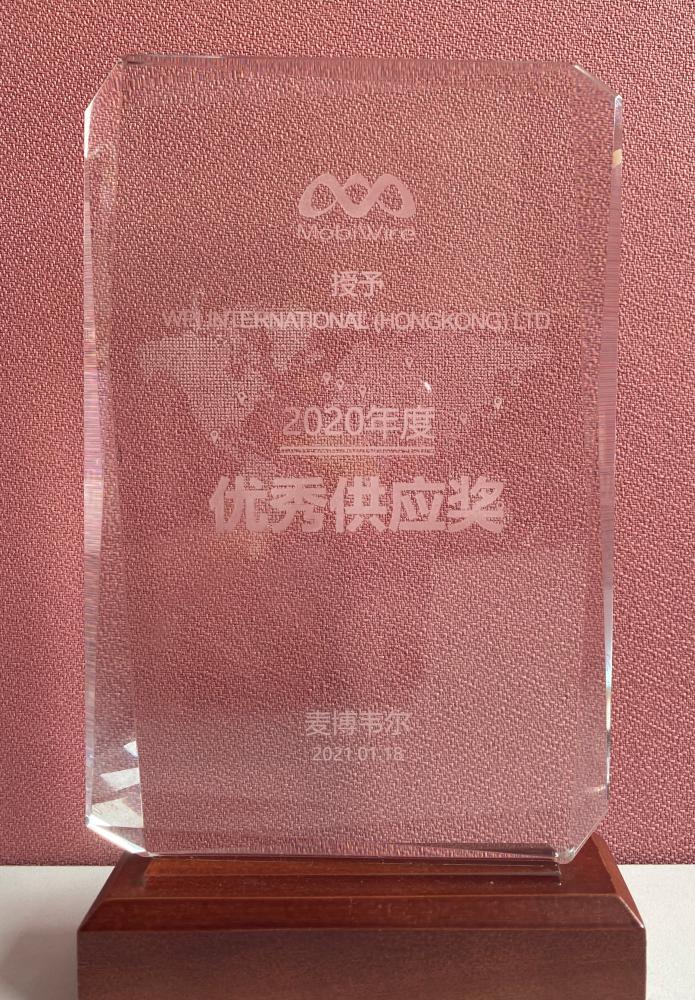 MobiWire
授予
WPI INTERNATIONAL (HONGKONG) LTD
2020年度
优秀供应奖
麦博韦尔
2021.01.18